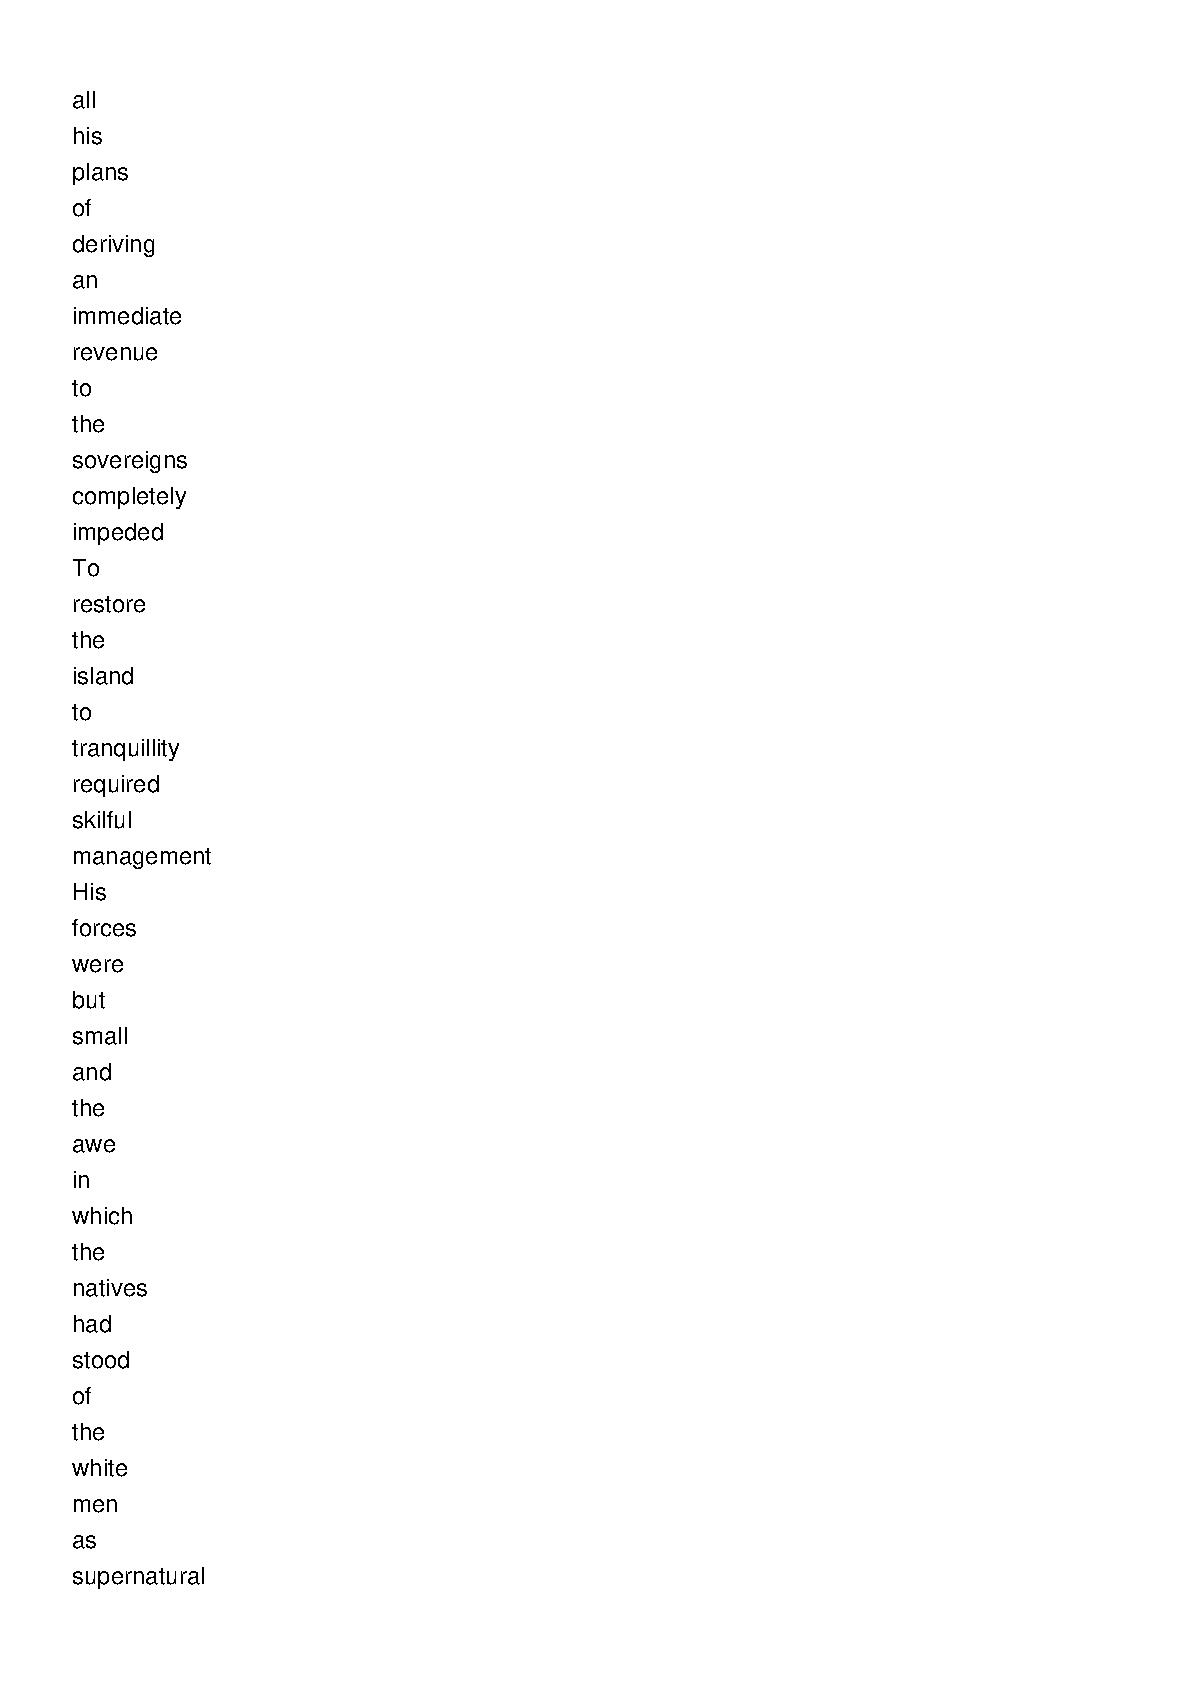 all
his
plans
of
deriving
an
immediate
revenue
to
the
sovereigns
completely
impeded
To
restore
the
island
to
tranquillity
required
skilful
management
His
forces
were
but
small
and
the
awe
in
which
the
natives
had
stood
of
the
white
men
as
supernatural